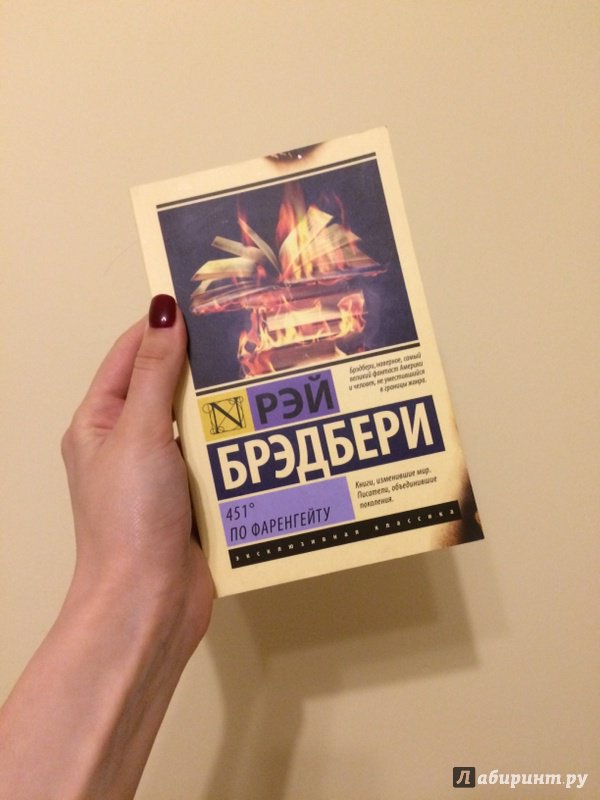 Брэдбери, наверное, самый
великий фантаст Америки
и человек, не уместившийся
в границы жанра.
N РЭЙ
БРЭДБЕРИ
451°
ПО ФАРЕНГЕЙТУ
Книги, изменившие мир.
Писатели, объединившие
поколения.
эксклюзивная классика
Лабиринт.ру